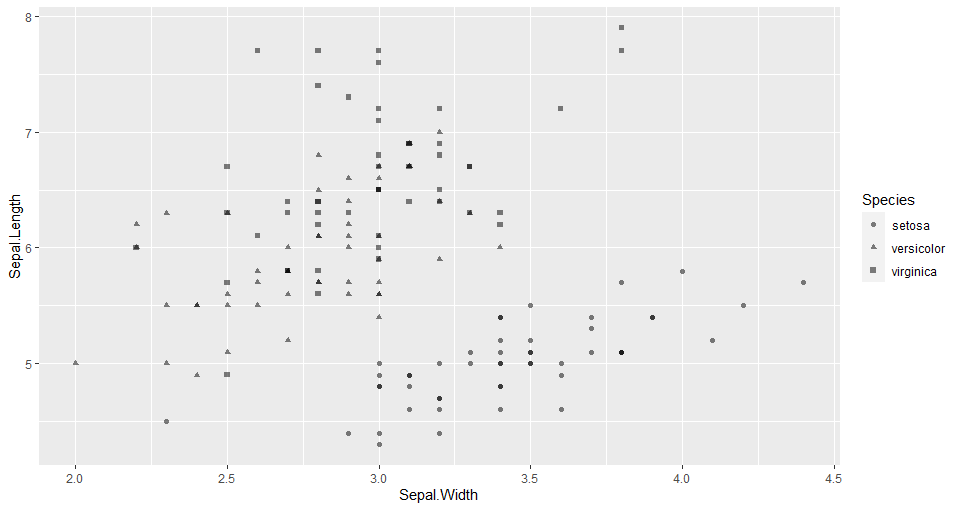 8
7
6
5
Sepal.Length
2.0 2.5 3.0 3.5 4.0 4.5
Sepal.Width
Species
setosa
versicolor
virginica